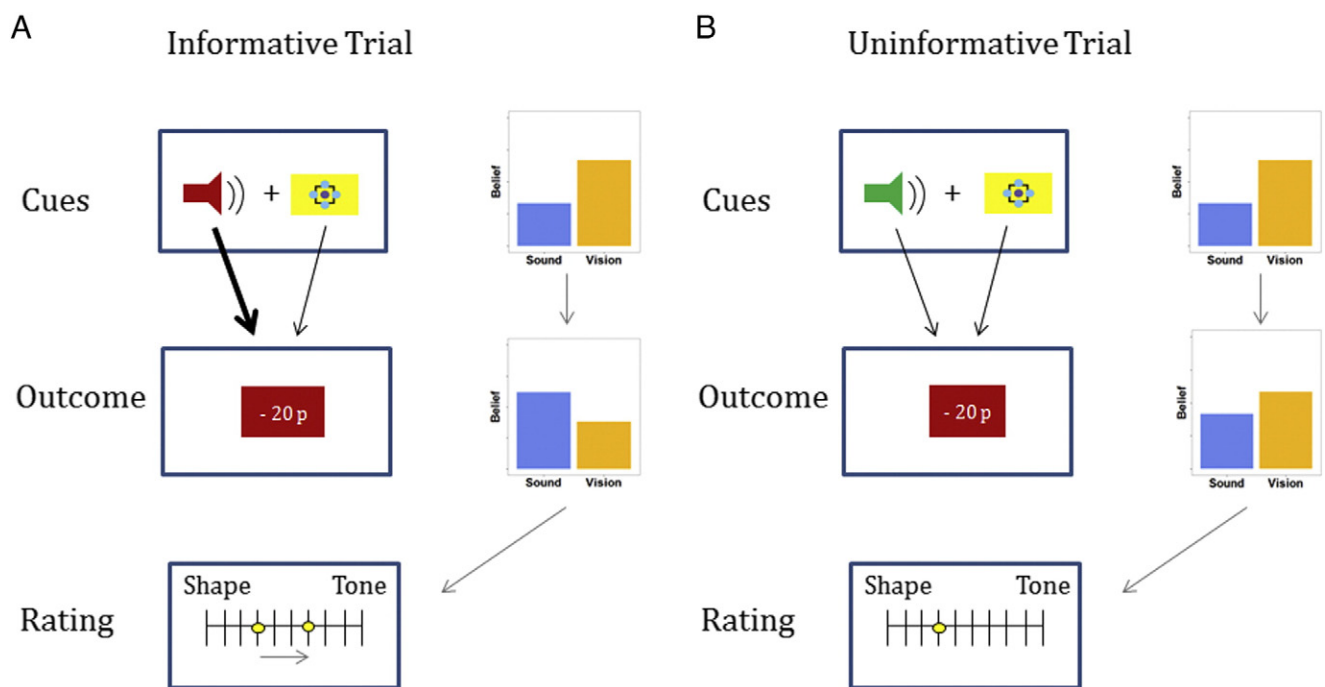 A
Informative Trial
Cues
+
Belief
Sound Vision
Outcome
- 20 p
Belief
Sound Vision
Rating
Shape Tone
B
Uninformative Trial
Cues
+
Belief
Sound Vision
Outcome
- 20 p
Belief
Sound Vision
Rating
Shape Tone